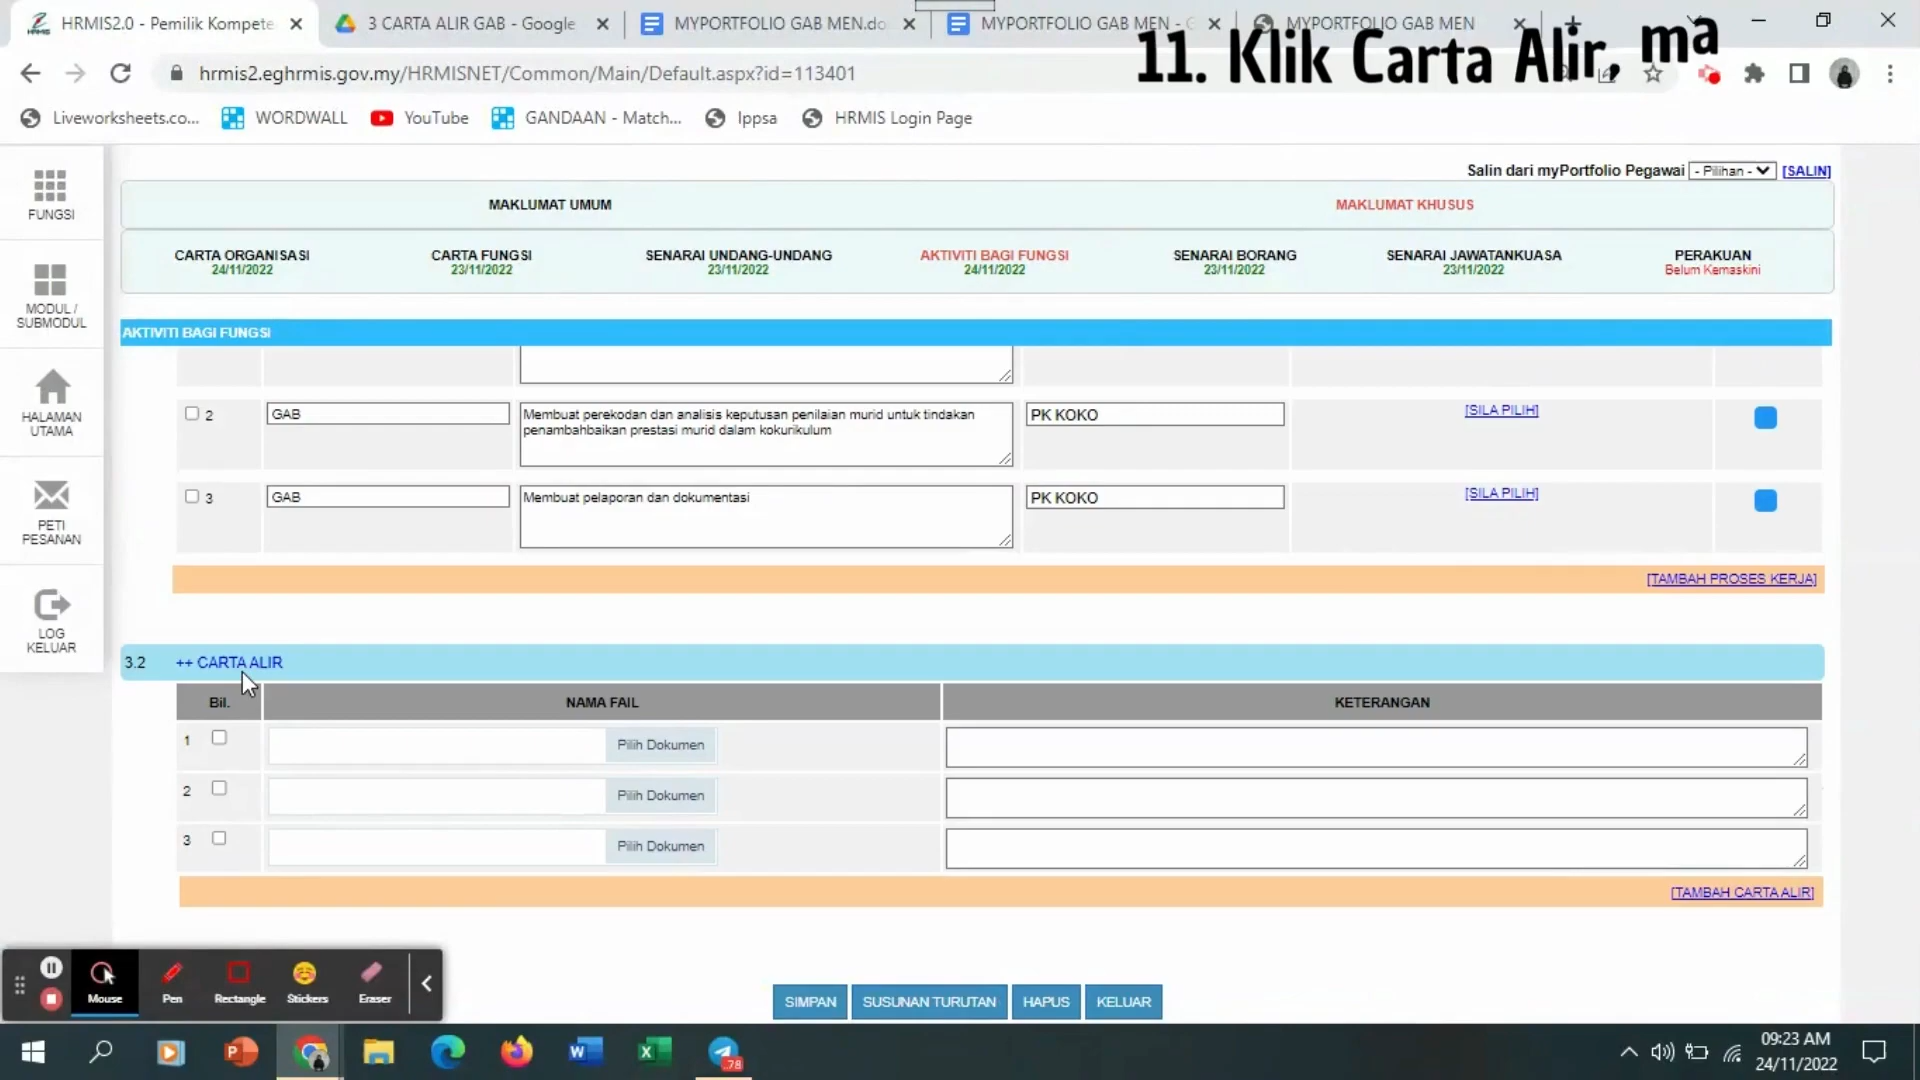 HRMIS2.0 - Pemilik Kompete
3 CARTA ALIR GAB - Google
MYPORTFOLIO GAB MEN.do
MYPORTFOLIO GAB MEN - G
MYPORTFOLIO GAB MEN
11. Klik Carta Alir, ma
hrmis2.eghrmis.gov.my/HRMISNET/Common/Main/Default.aspx?id=113401
Liveworksheets.co...
WORDWALL
YouTube
GANDAAN - Match...
Ippsa
HRMIS Login Page
FUNGSI
MODUL /
SUBMODUL
HALAMAN
UTAMA
PETI
PESANAN
LOG
KELUAR
Salin dari myPortfolio Pegawai - Pilihan - [SALIN]
MAKLUMAT UMUM
MAKLUMAT KHUSUS
CARTA ORGANISASI
24/11/2022
CARTA FUNGSI
23/11/2022
SENARAI UNDANG-UNDANG
23/11/2022
AKTIVITI BAGI FUNGSI
24/11/2022
SENARAI BORANG
23/11/2022
SENARAI JAWATANKUASA
23/11/2022
PERAKUAN
Belum Kemaskini
AKTIVITI BAGI FUNGSI
2
GAB
Membuat perekodan dan analisis keputusan penilaian murid untuk tindakan
penambahbaikan prestasi murid dalam kokurikulum
PK KOKO
[SILA PILIH]
3
GAB
Membuat pelaporan dan dokumentasi
PK KOKO
[SILA PILIH]
[TAMBAH PROSES KERJA]
3.2 ++ CARTA ALIR
Bil.
NAMA FAIL
KETERANGAN
1
Pilih Dokumen
2
Pilih Dokumen
3
Pilih Dokumen
[TAMBAH CARTA ALIR]
SIMPAN
SUSUNAN TURUTAN
HAPUS
KELUAR
Mouse
Pen
Rectangle
Stickers
Eraser
78
09:23 AM
24/11/2022